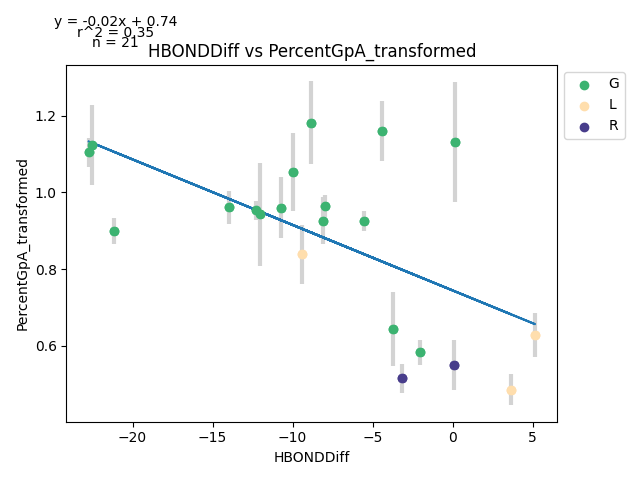 y = -0.02x + 0.74
r^2 = 0.35
n = 21
HBONDDiff vs PercentGpA_transformed
G
L
R
1.2
1.0
0.8
0.6
PercentGpA_transformed
−20
−15
−10
−5
0
5
HBONDDiff